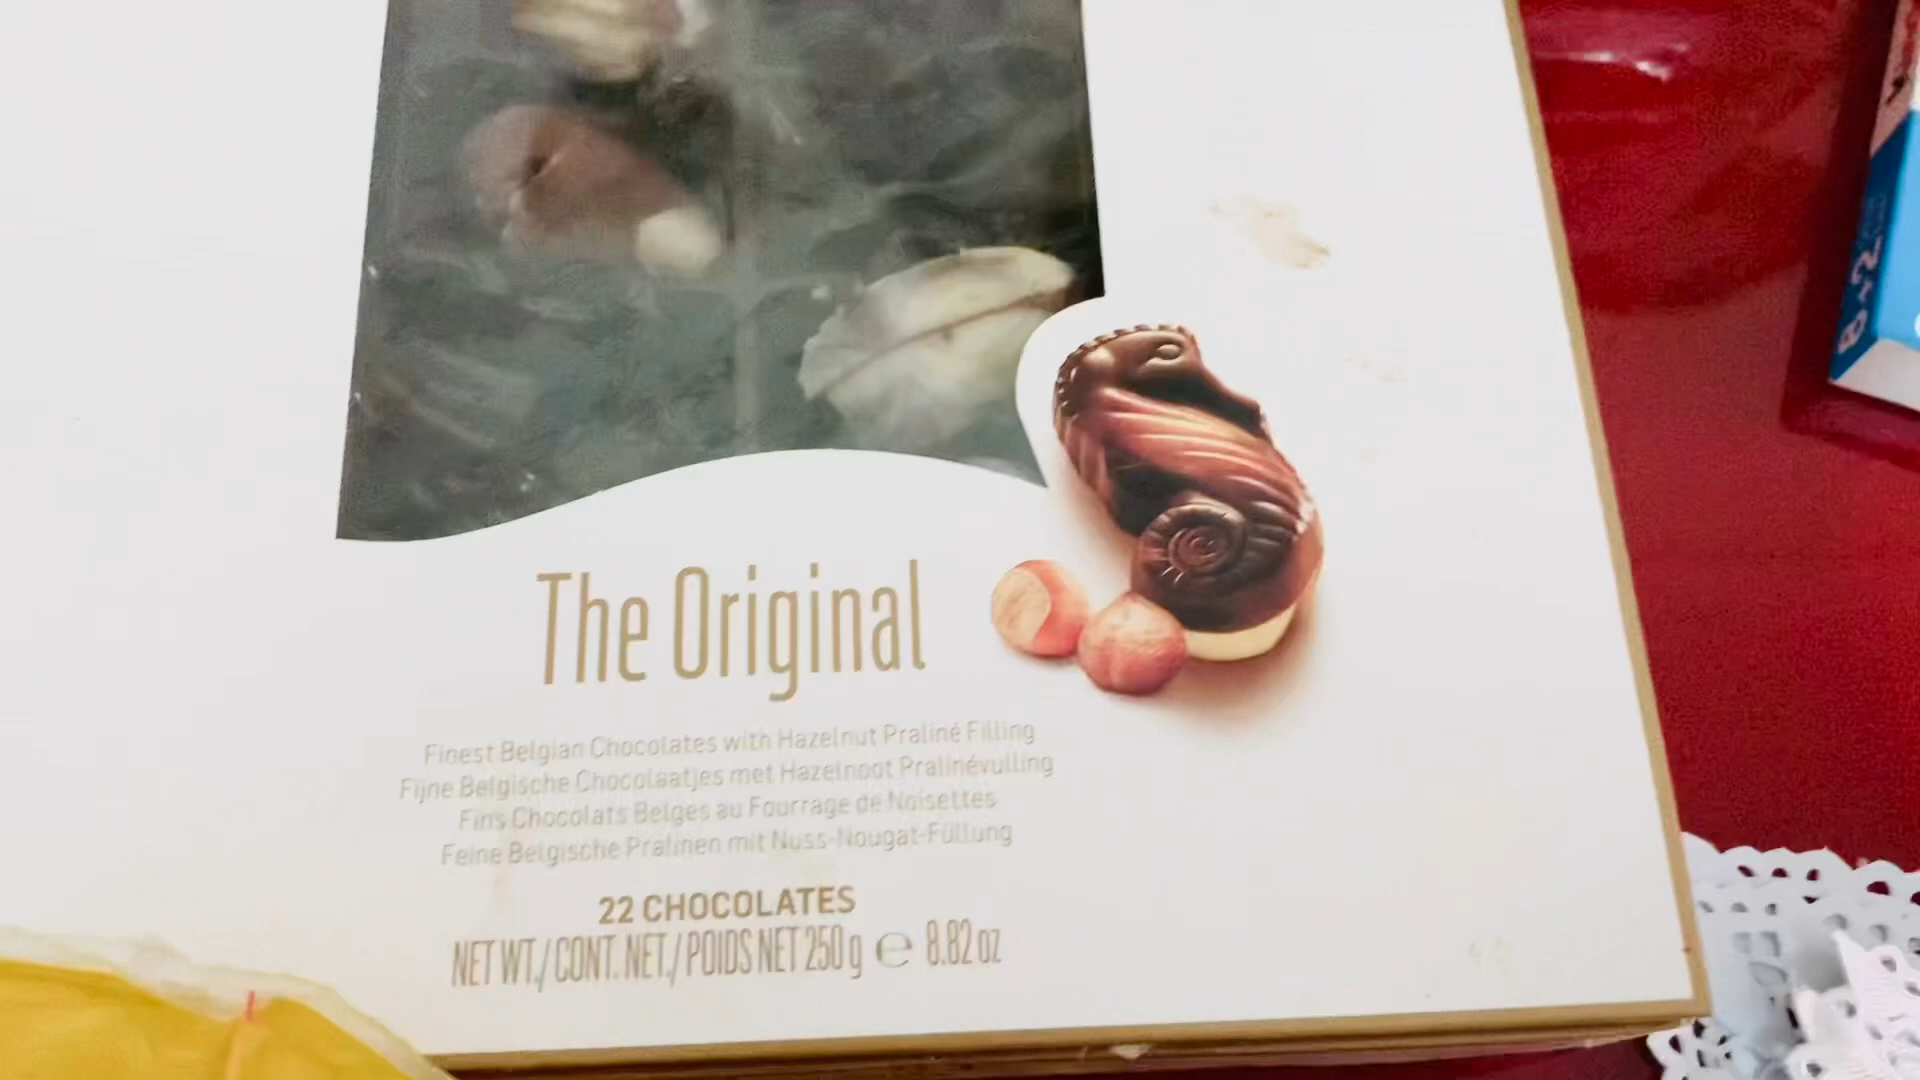 The Original
Finest Belgian Chocolates with Hazelnut Praliné Filling
Fijne Belgische Chocolaatjes met Hazelnoot Pralinévulling
Fins Chocolats Belges au Fourrage de Noisettes
Feine Belgische Pralinen mit Nuss-Nougat-Füllung
22 CHOCOLATES
NET WT./CONT. NET./POIDS NET 250 g ℮ 8.82 oz
8+2